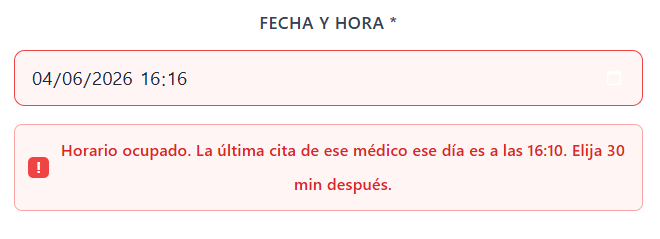 FECHA Y HORA *
04/06/2026 16:16
! Horario ocupado. La última cita de ese médico ese día es a las 16:10. Elija 30
min después.